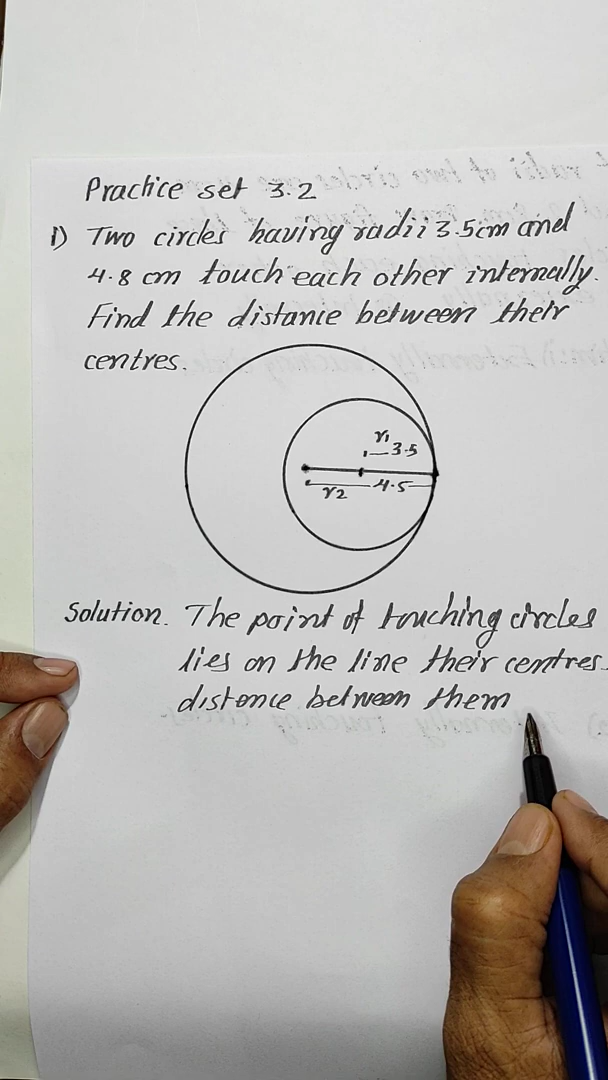 Practice set 3.2
1) Two circles having radii 3.5cm and
4.8 cm touch each other internally.
Find the distance between their
centres.
r1
3.5
r2
4.5
Solution. The point of touching circles
lies on the line their centres.
distance between them